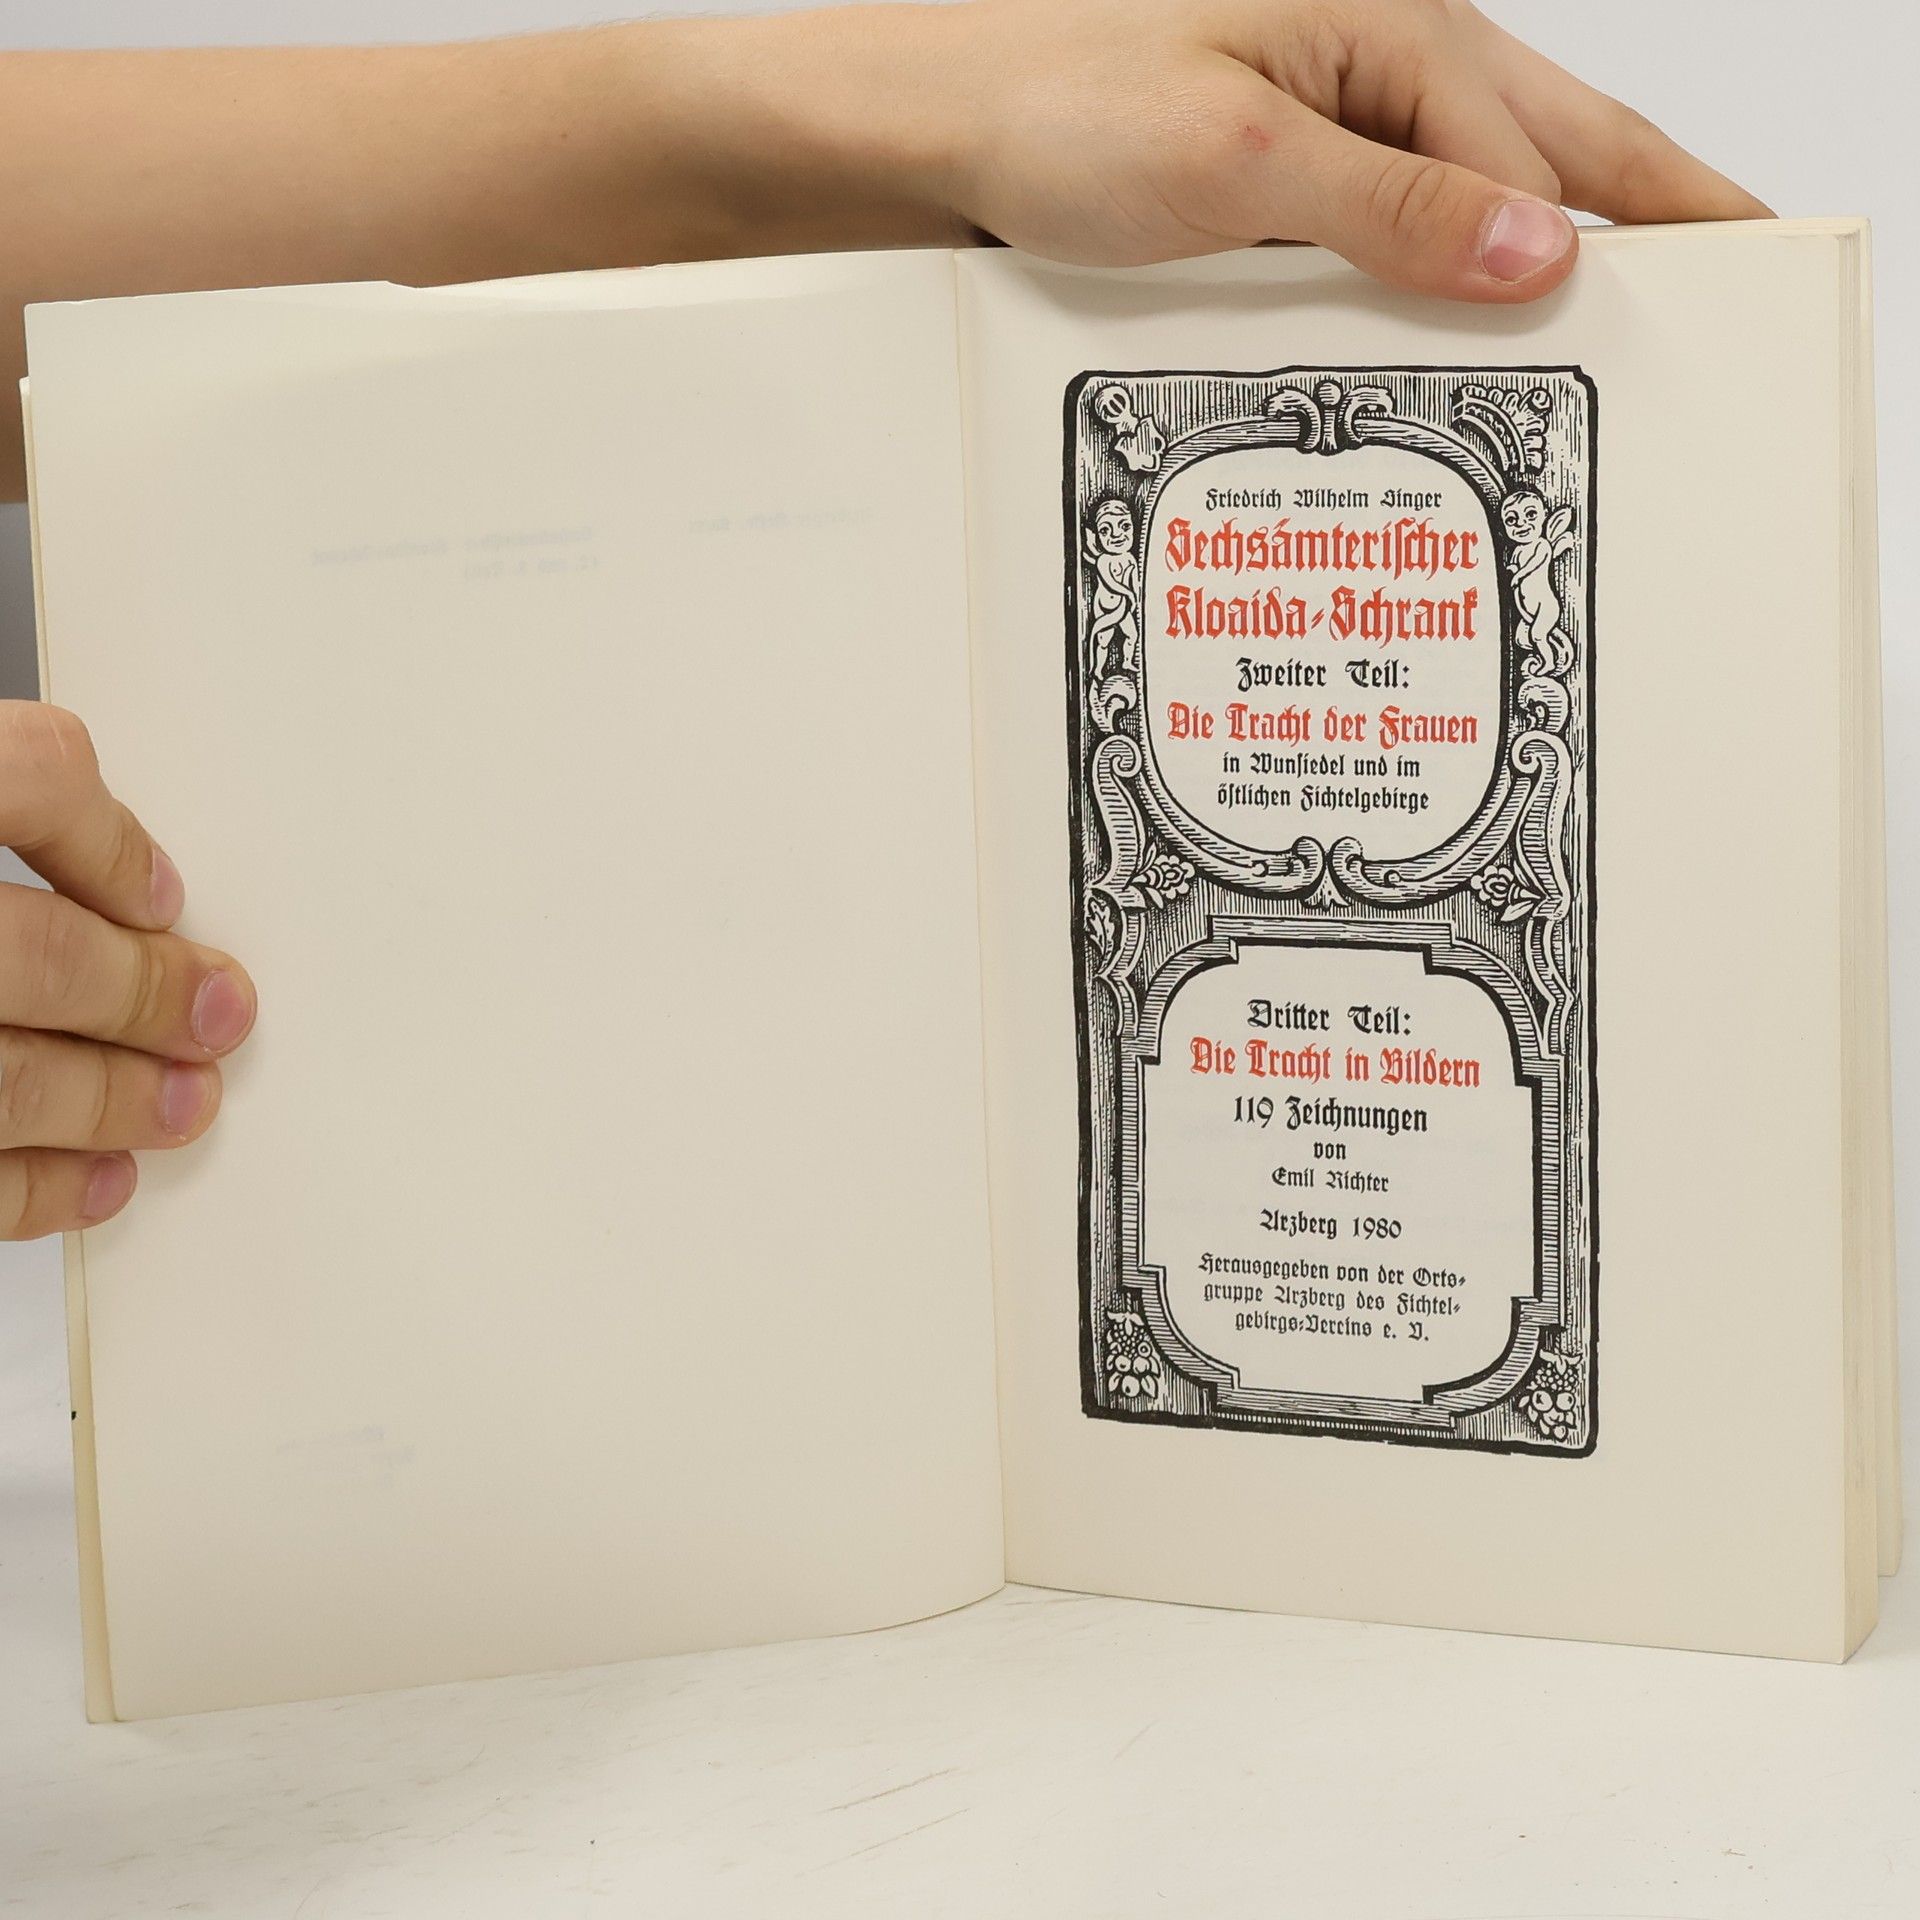 Friedrich Wilhelm Singer
Sechsämterischer
Kloaida-Schrank
Zweiter Teil:
Die Tracht der Frauen
in Wunsiedel und im
östlichen Fichtelgebirge
Dritter Teil:
Die Tracht in Bildern
119 Zeichnungen
von
Emil Richter
Arzberg 1980
Herausgegeben von der Orts-
gruppe Arzberg des Fichtel-
gebirgs-Vereins e. V.